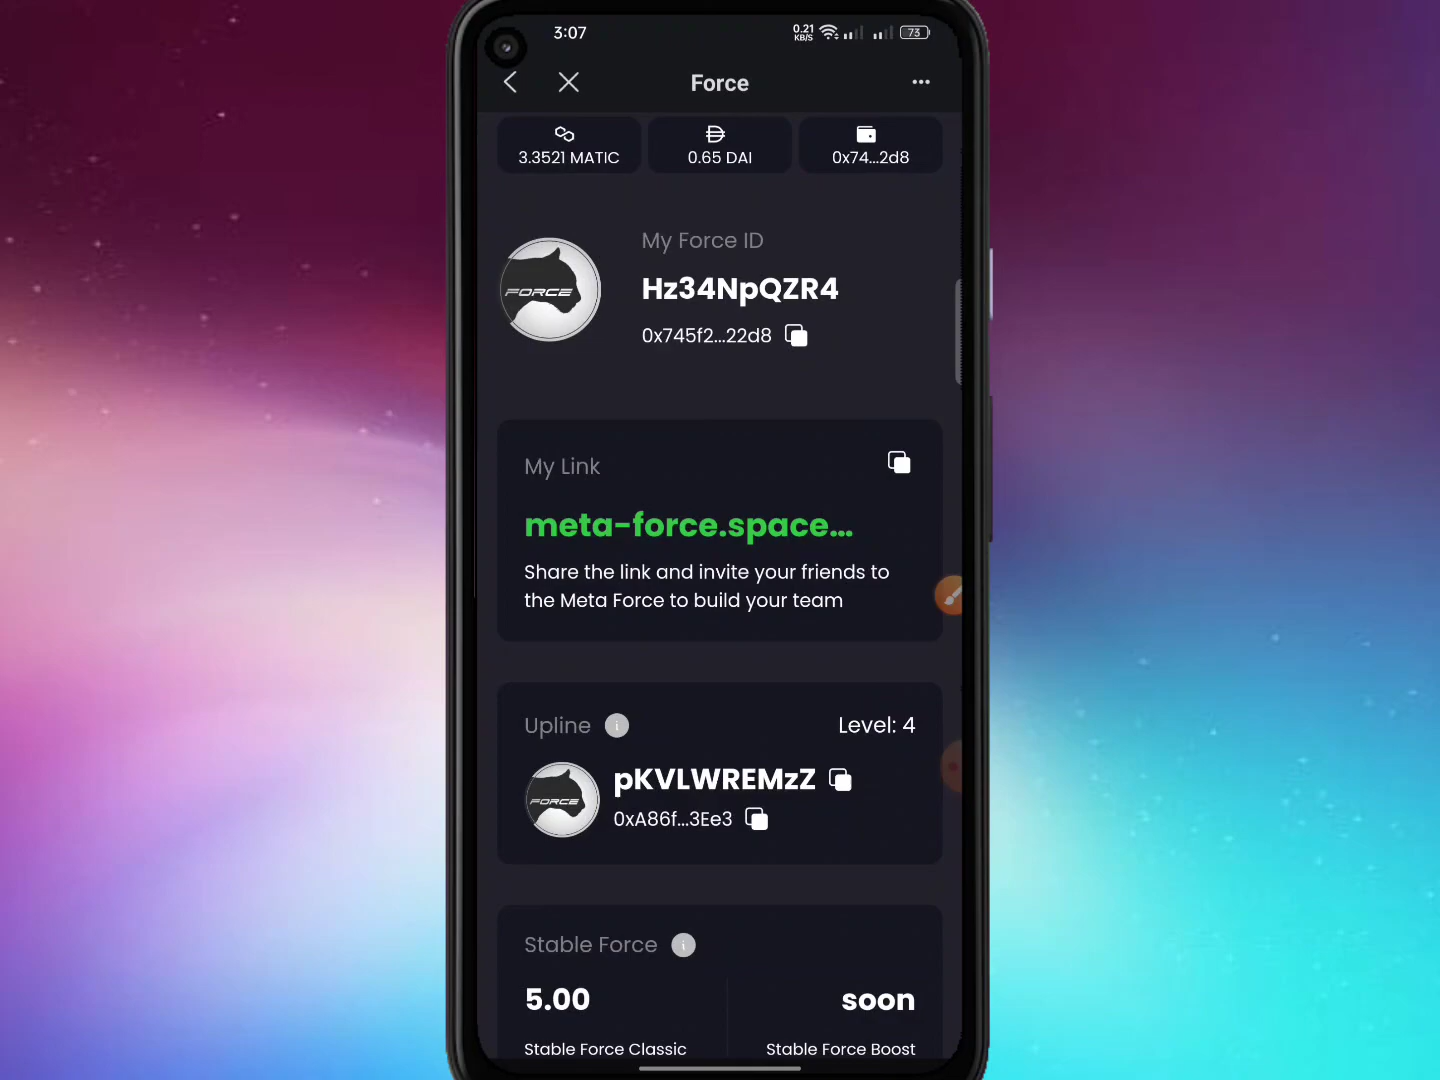 3:07
0.21
KB/S
73
Force
3.3521 MATIC
0.65 DAI
0x74...2d8
My Force ID
FORCE
Hz34NpQZR4
0x745f2...22d8
My Link
meta-force.space...
Share the link and invite your friends to
the Meta Force to build your team
Upline i
Level: 4
FORCE
pKVLWREMzZ
0xA86f...3Ee3
Stable Force i
5.00
soon
Stable Force Classic
Stable Force Boost